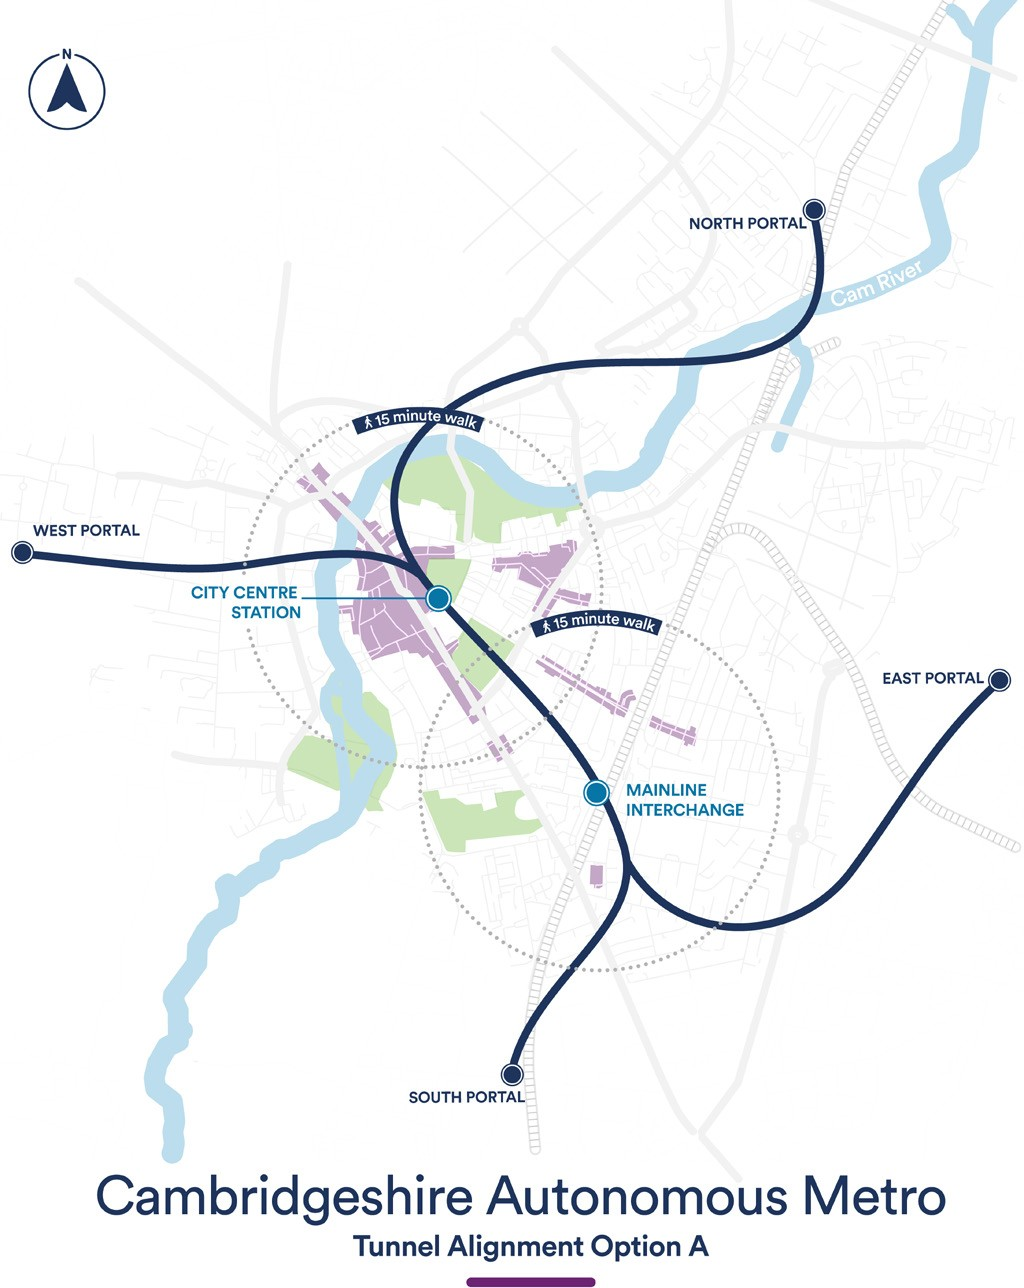 N
NORTH PORTAL
Cam River
15 minute walk
WEST PORTAL
CITY CENTRE
STATION
15 minute walk
EAST PORTAL
MAINLINE
INTERCHANGE
SOUTH PORTAL
Cambridgeshire Autonomous Metro
Tunnel Alignment Option A